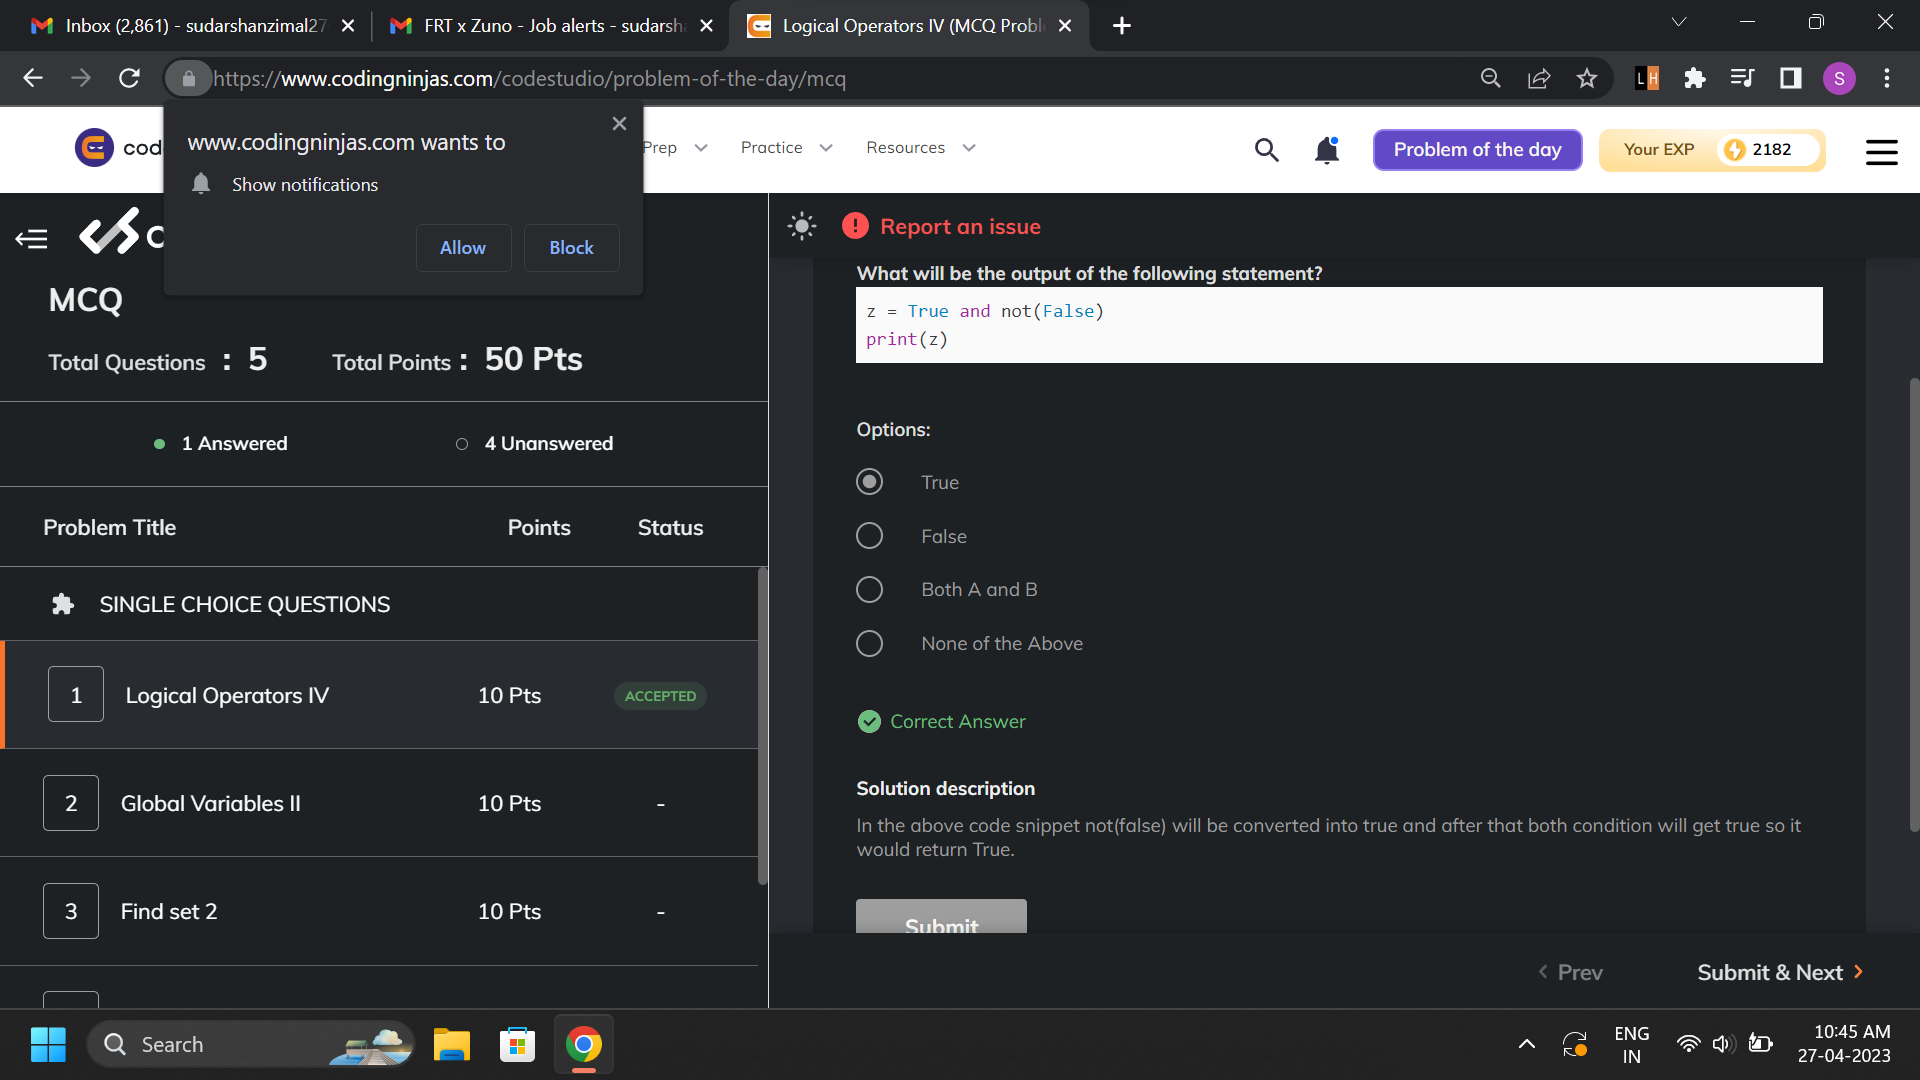 Inbox (2,861) - sudarshanzimal27
FRT x Zuno - Job alerts - sudarsh
Logical Operators IV (MCQ Proble
https://www.codingninjas.com/codestudio/problem-of-the-day/mcq
LH
S
cod
www.codingninjas.com wants to
Show notifications
Allow
Block
Prep
Practice
Resources
Problem of the day
Your EXP
2182
MCQ
Total Questions : 5
Total Points : 50 Pts
1 Answered
4 Unanswered
Problem Title
Points
Status
SINGLE CHOICE QUESTIONS
1
Logical Operators IV
10 Pts
ACCEPTED
2
Global Variables II
10 Pts
-
3
Find set 2
10 Pts
-
Report an issue
What will be the output of the following statement?
z = True and not(False)
print(z)
Options:
True
False
Both A and B
None of the Above
Correct Answer
Solution description
In the above code snippet not(false) will be converted into true and after that both condition will get true so it
would return True.
Submit
Prev
Submit & Next
Search
ENG
IN
10:45 AM
27-04-2023